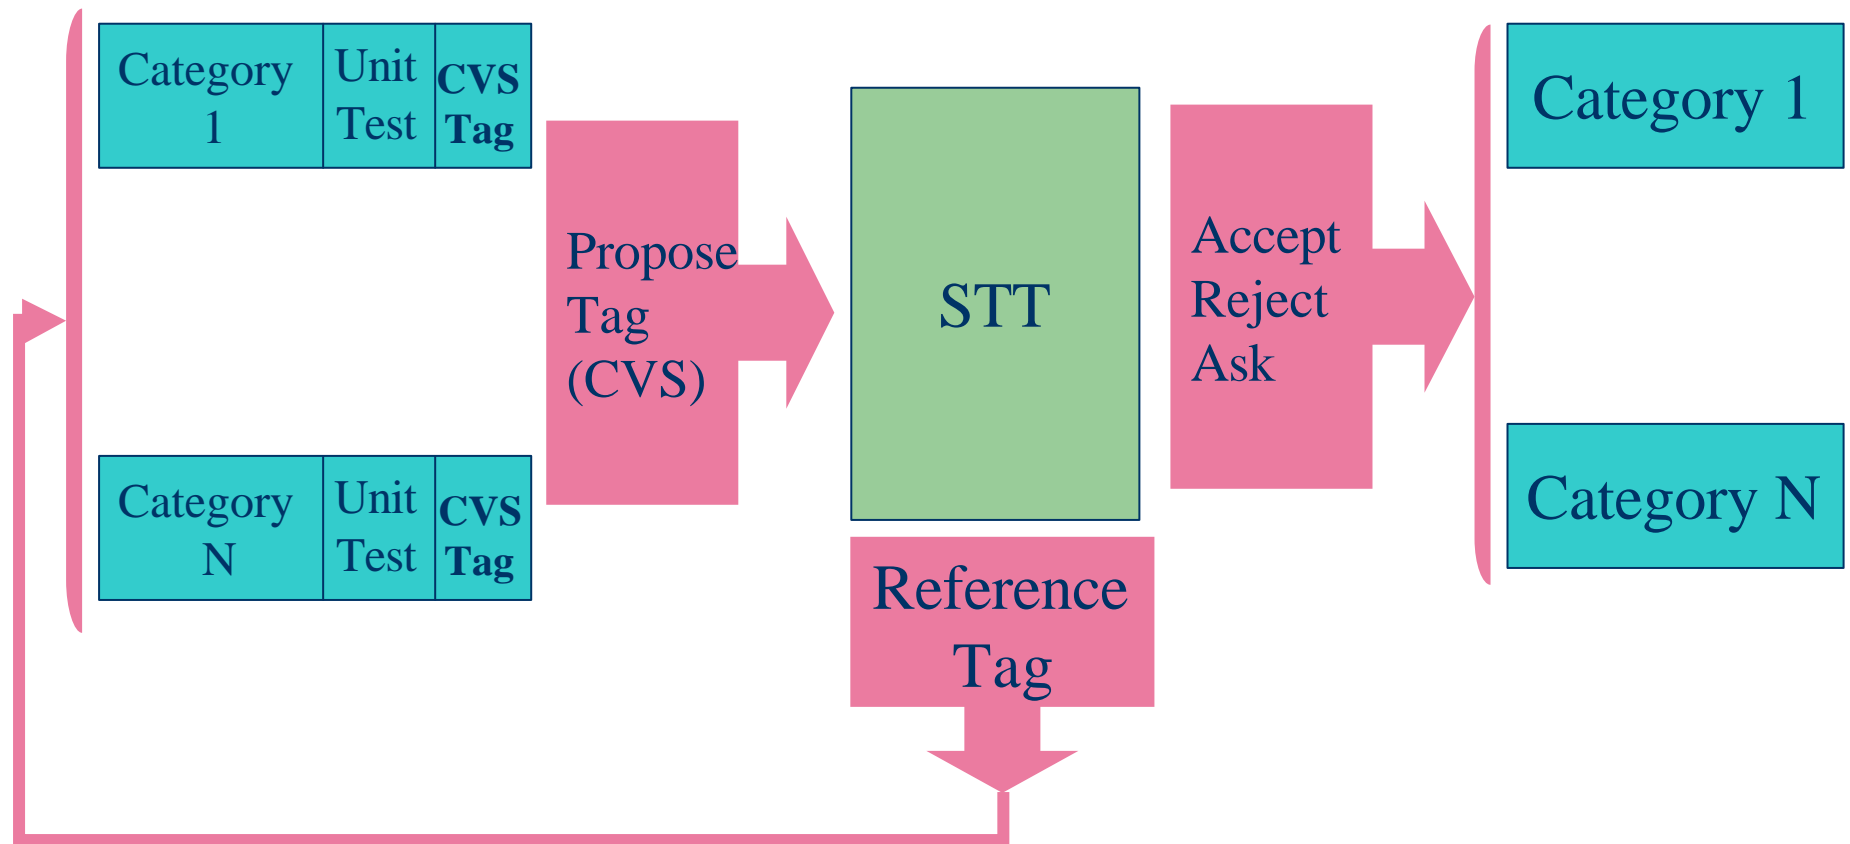 Category
1
Unit
Test
CVS
Tag
Category
N
Unit
Test
CVS
Tag
Propose
Tag
(CVS)
STT
Reference
Tag
Accept
Reject
Ask
Category 1
Category N